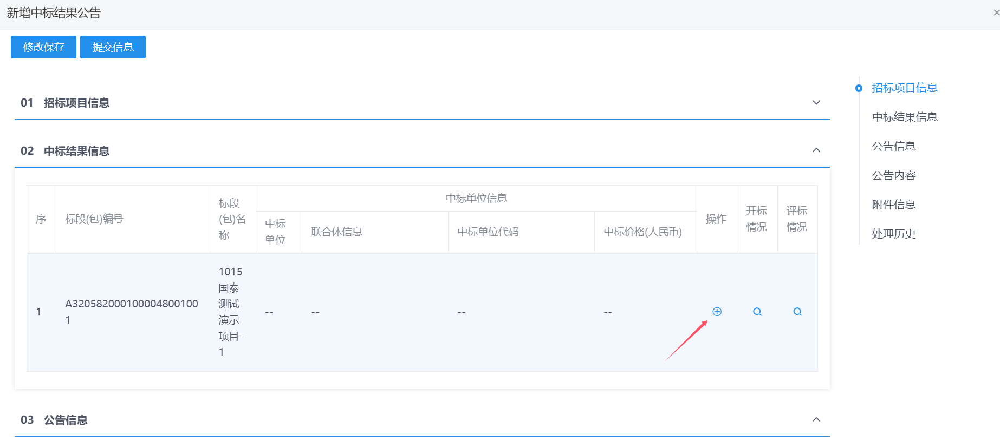 新增中标结果公告
修改保存
提交信息
01 招标项目信息
02 中标结果信息
序
标段(包)编号
标段
(包)名
称
中标单位信息
中标
单位
联合体信息
中标单位代码
中标价格(人民币)
操作
开标
情况
评标
情况
1
A320582000100004800100
1
1015
国泰
测试
演示
项目-
1
--
--
--
--
03 公告信息
招标项目信息
中标结果信息
公告信息
公告内容
附件信息
处理历史